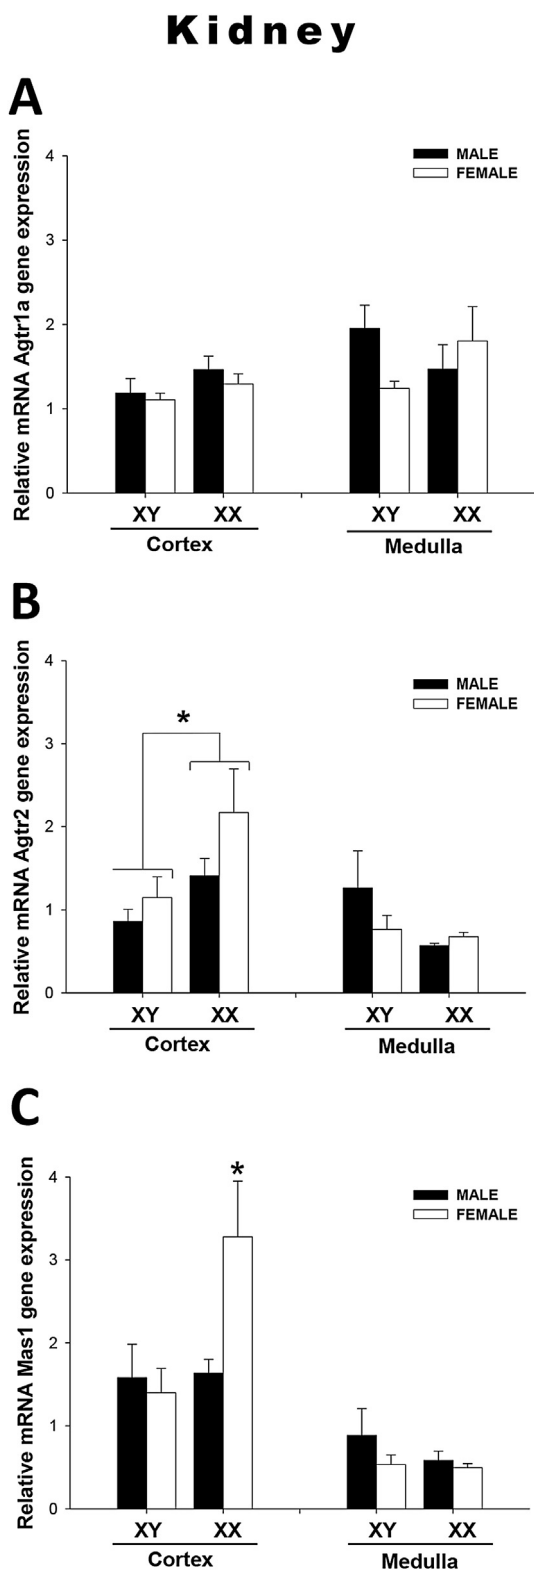 Kidney
A
Relative mRNA Agtr1a gene expression
4
3
2
1
0
MALE
FEMALE
XY XX XY XX
Cortex Medulla
B
Relative mRNA Agtr2 gene expression
4
3
2
1
0
MALE
FEMALE
*
XY XX XY XX
Cortex Medulla
C
Relative mRNA Mas1 gene expression
4
3
2
1
0
*
MALE
FEMALE
XY XX XY XX
Cortex Medulla